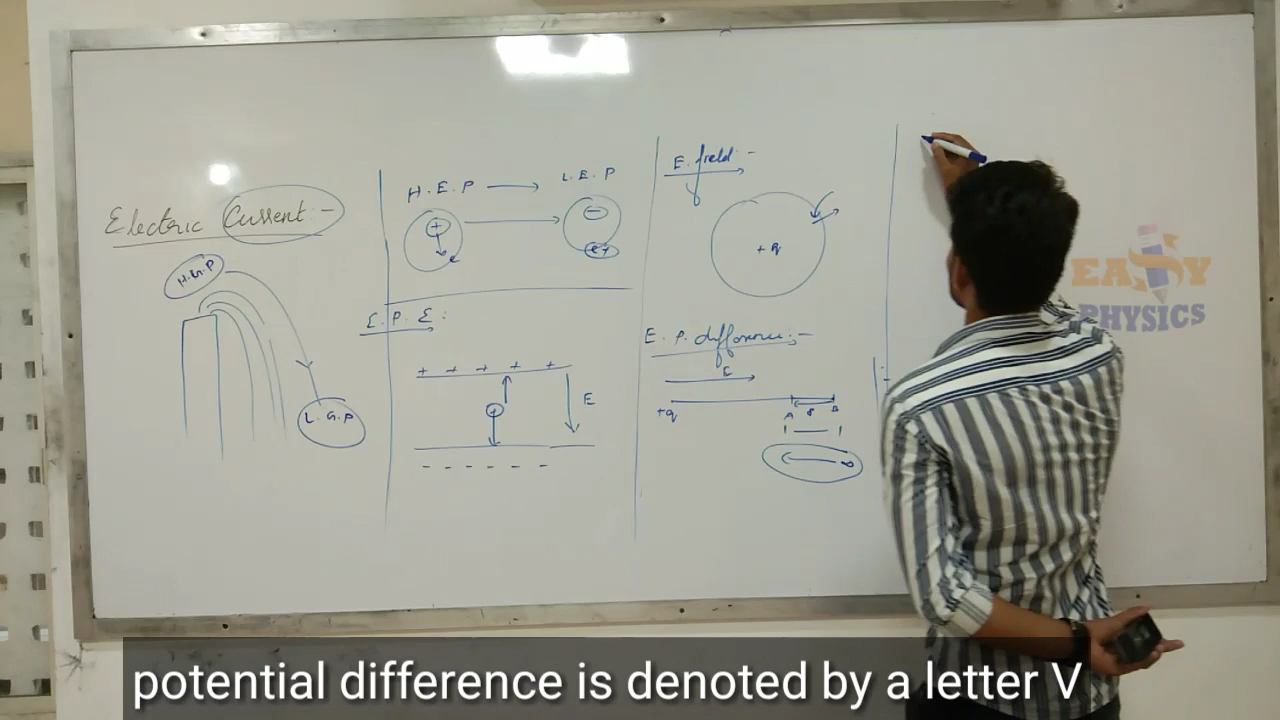 Electric Current:-
H.G.P
L.G.P
H.E.P → L.E.P
+
-
e+
E.P.E:
+ + + + +
+
E
- - - - - -
E. field:-
+q
E. P. difference:-
E
+q
A B
∞
EASY
PHYSICS
potential difference is denoted by a letter V